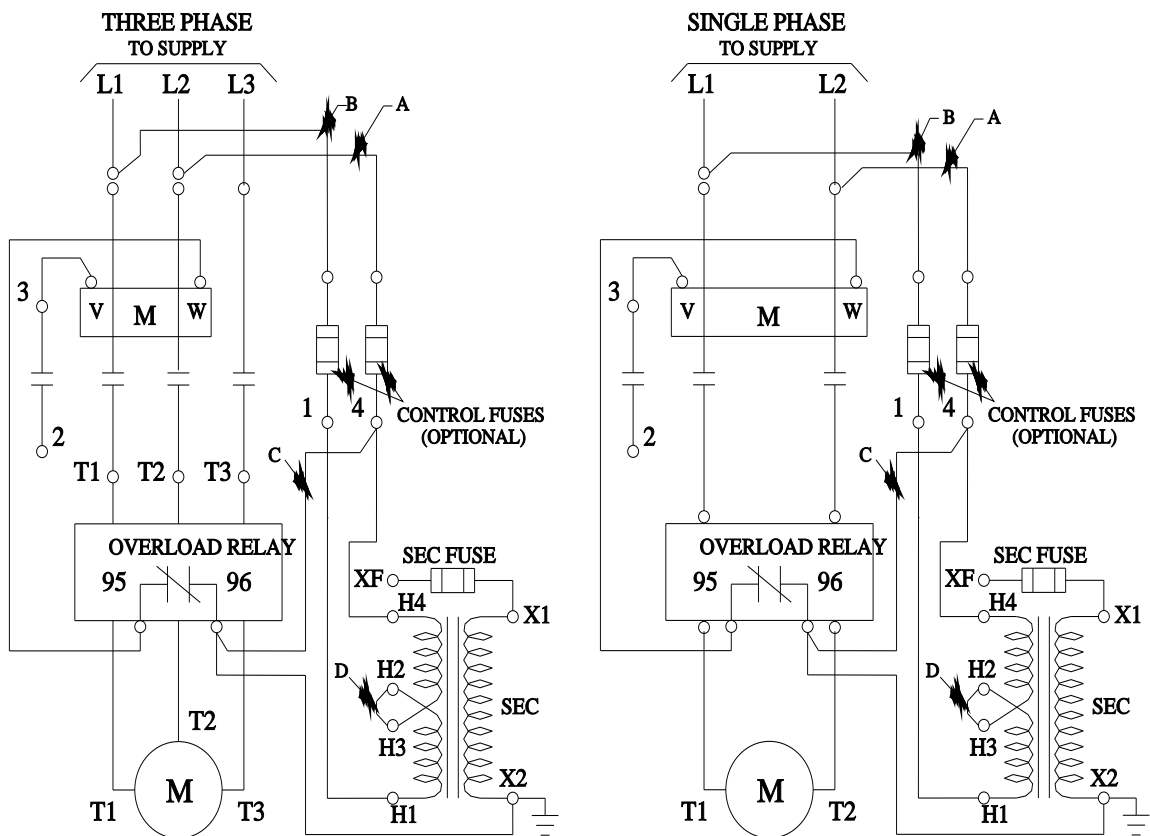 THREE PHASE
TO SUPPLY
L1 L2 L3
B A
3
V M W
2
1 4
CONTROL FUSES
(OPTIONAL)
C
T1 T2 T3
OVERLOAD RELAY
95 96
SEC FUSE
XF
H4 X1
D H2
H3
SEC
T2
X2
T1 M T3
H1
SINGLE PHASE
TO SUPPLY
L1 L2
B A
3
V M W
2
1 4
CONTROL FUSES
(OPTIONAL)
C
OVERLOAD RELAY
95 96
SEC FUSE
XF
H4 X1
D H2
H3
SEC
X2
T1 M T2
H1